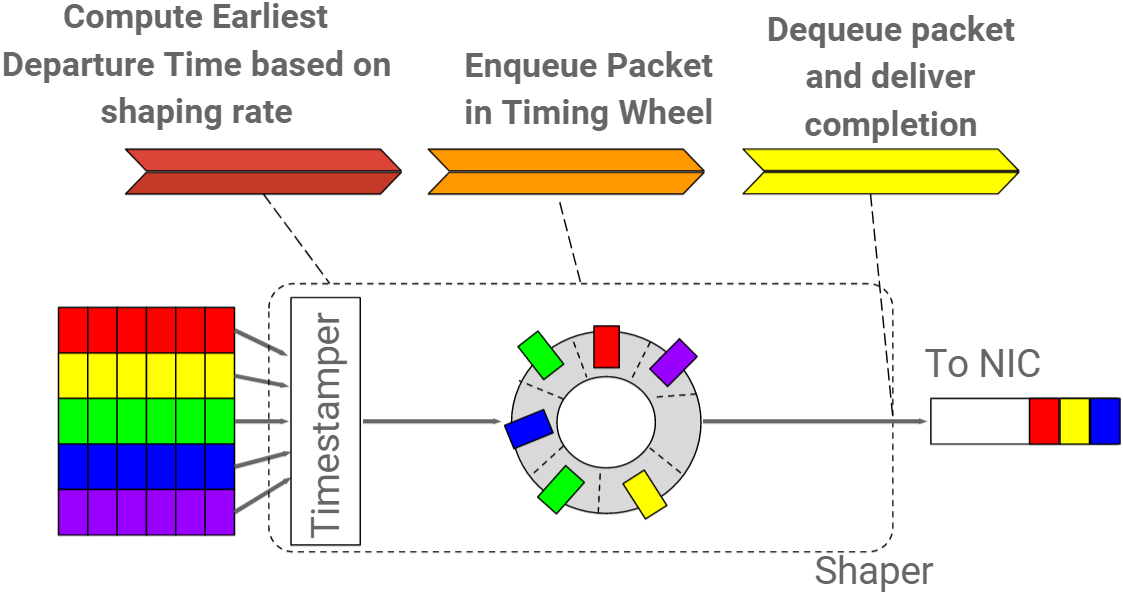 Compute Earliest
Departure Time based on
shaping rate
Enqueue Packet
in Timing Wheel
Dequeue packet
and deliver
completion
Timestamper
To NIC
Shaper